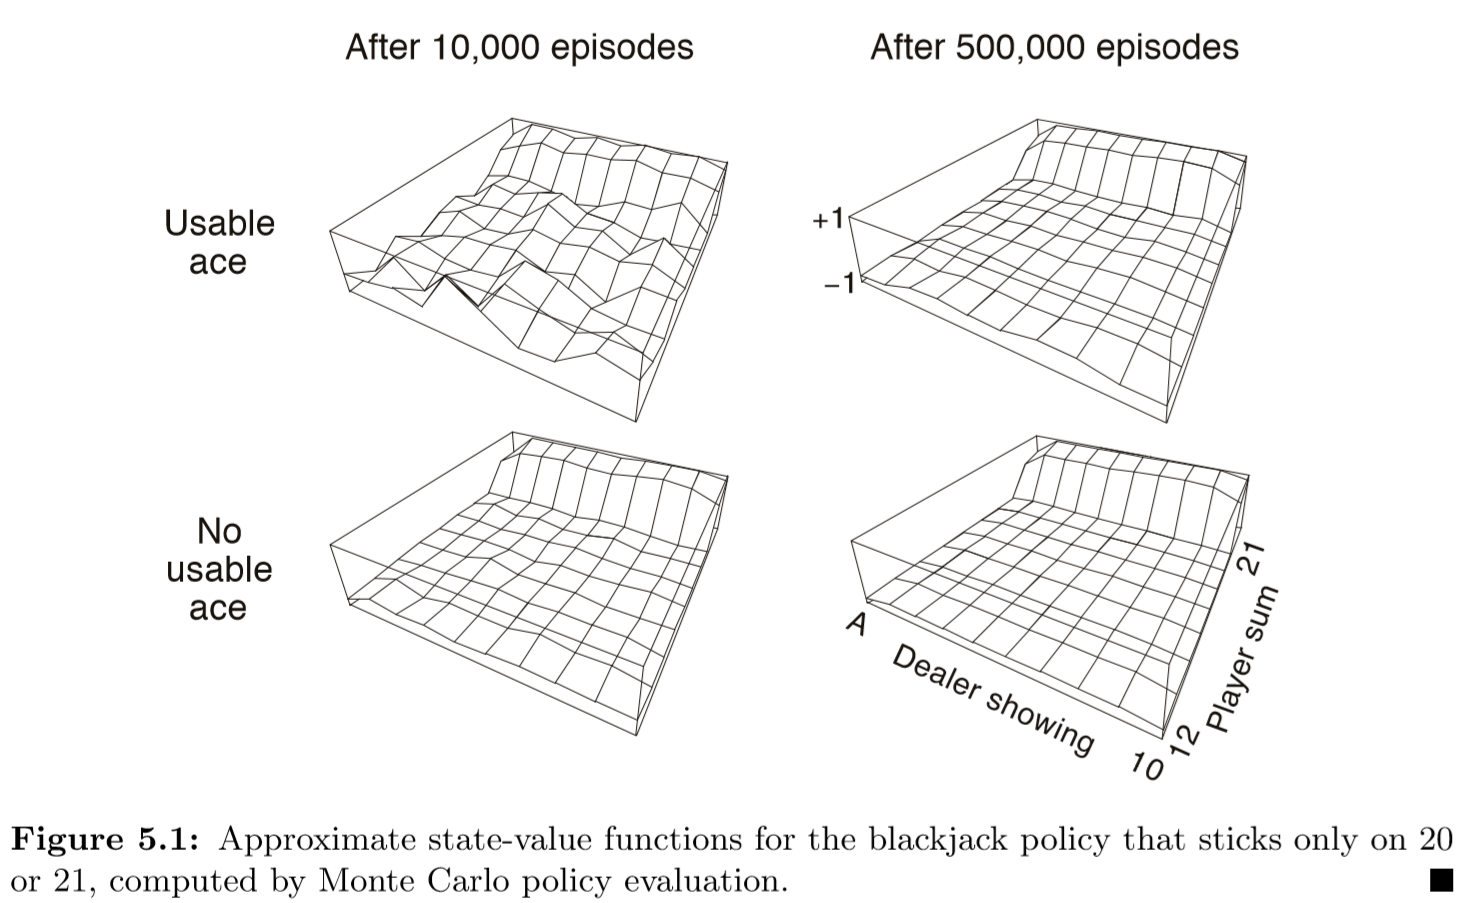 After 10,000 episodes
After 500,000 episodes
Usable
ace
+1
−1
No
usable
ace
A
Dealer showing
10
12
Player sum
21
Figure 5.1: Approximate state-value functions for the blackjack policy that sticks only on 20
or 21, computed by Monte Carlo policy evaluation.